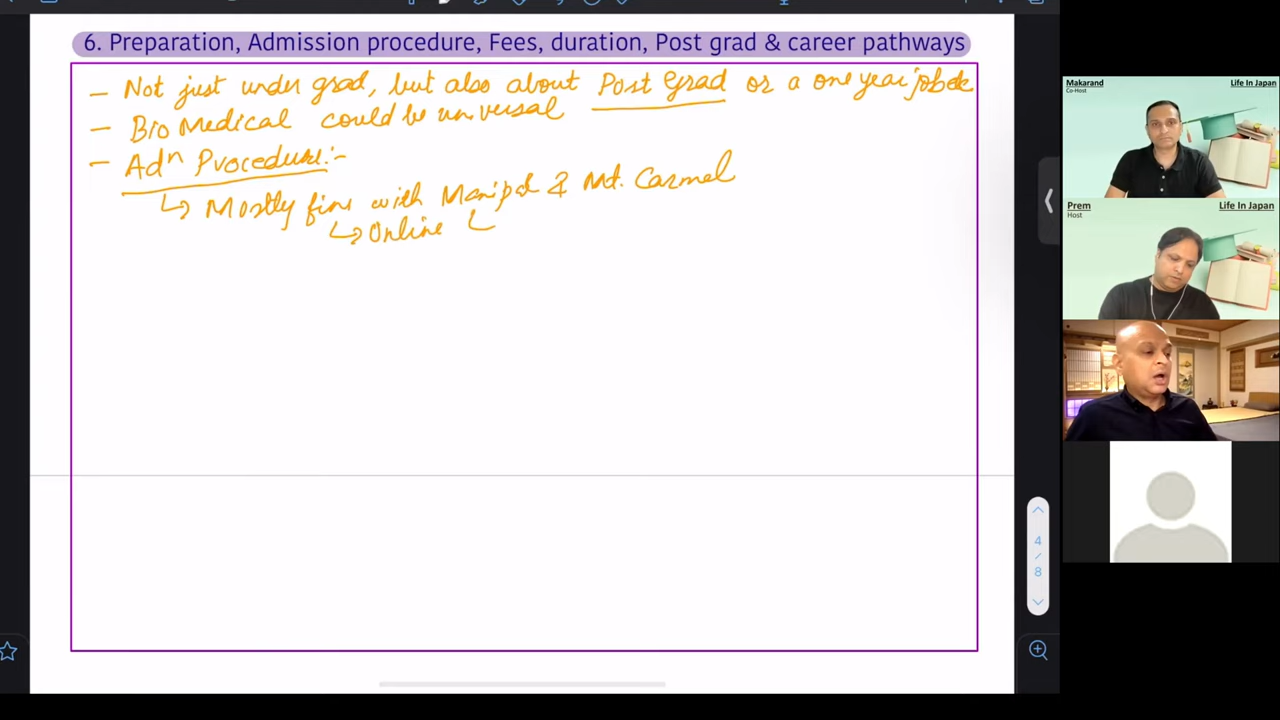 6. Preparation, Admission procedure, Fees, duration, Post grad & career pathways
– Not just under grad, but also about Post Grad or a one year job
– Bio Medical could be universal
– Adn Procedure:-
↳ Mostly fine with Manipal & Mt. Carmel
↳ Online
Makarand
Life In Japan
Co-Host
Prem
Life In Japan
Host
4
/
8